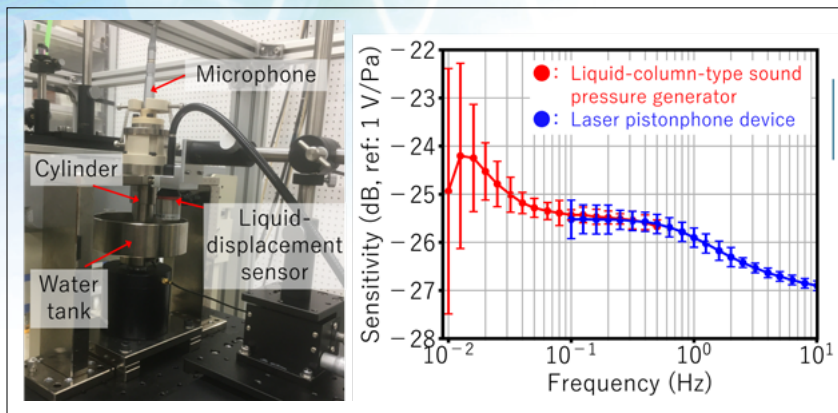 Microphone
Cylinder
Liquid-
displacement
sensor
Water
tank
Sensitivity (dB, ref: 1 V/Pa)
−22
−23
−24
−25
−26
−27
−28
●: Liquid-column-type sound
pressure generator
●: Laser pistonphone device
10⁻² 10⁻¹ 10⁰ 10¹
Frequency (Hz)